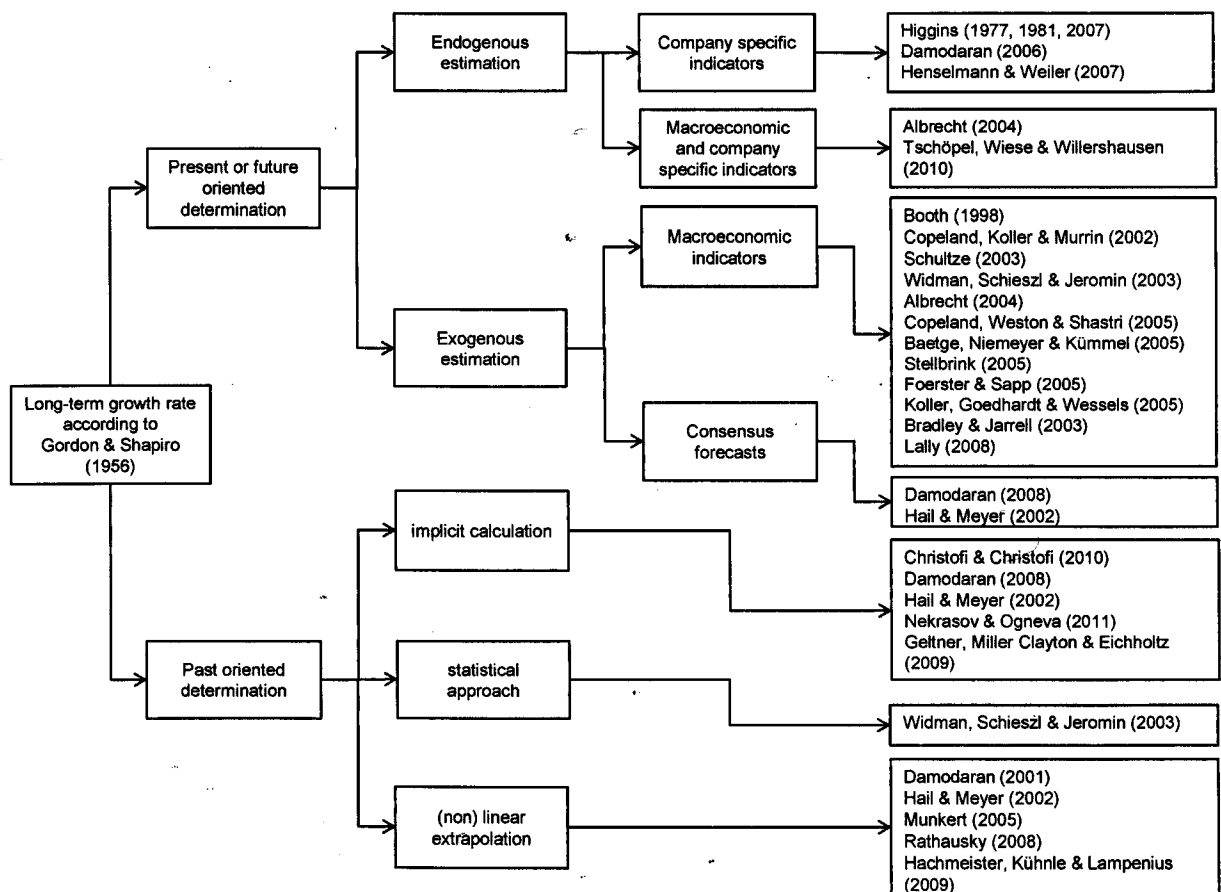 Long-term growth rate
according to
Gordon & Shapiro
(1956)
Present or future
oriented
determination
Past oriented
determination
Endogenous
estimation
Exogenous
estimation
implicit calculation
statistical
approach
(non) linear
extrapolation
Company specific
indicators
Macroeconomic
and company
specific indicators
Macroeconomic
indicators
Consensus
forecasts
Higgins (1977, 1981, 2007)
Damodaran (2006)
Henselmann & Weiler (2007)
Albrecht (2004)
Tschöpel, Wiese & Willershausen
(2010)
Booth (1998)
Copeland, Koller & Murrin (2002)
Schultze (2003)
Widman, Schieszl & Jeromin (2003)
Albrecht (2004)
Copeland, Weston & Shastri (2005)
Baetge, Niemeyer & Kümmel (2005)
Stellbrink (2005)
Foerster & Sapp (2005)
Koller, Goedhardt & Wessels (2005)
Bradley & Jarrell (2003)
Lally (2008)
Damodaran (2008)
Hail & Meyer (2002)
Christofi & Christofi (2010)
Damodaran (2008)
Hail & Meyer (2002)
Nekrasov & Ogneva (2011)
Geltner, Miller Clayton & Eichholtz
(2009)
Widman, Schieszl & Jeromin (2003)
Damodaran (2001)
Hail & Meyer (2002)
Munkert (2005)
Rathausky (2008)
Hachmeister, Kühnle & Lampenius
(2009)